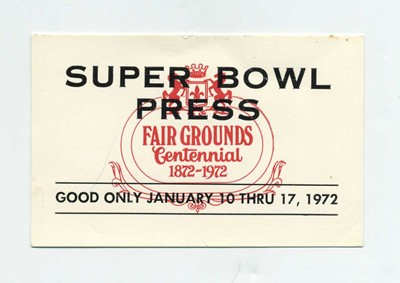 SUPER BOWL
PRESS
FAIR GROUNDS
Centennial
1872-1972
GOOD ONLY JANUARY 10 THRU 17, 1972